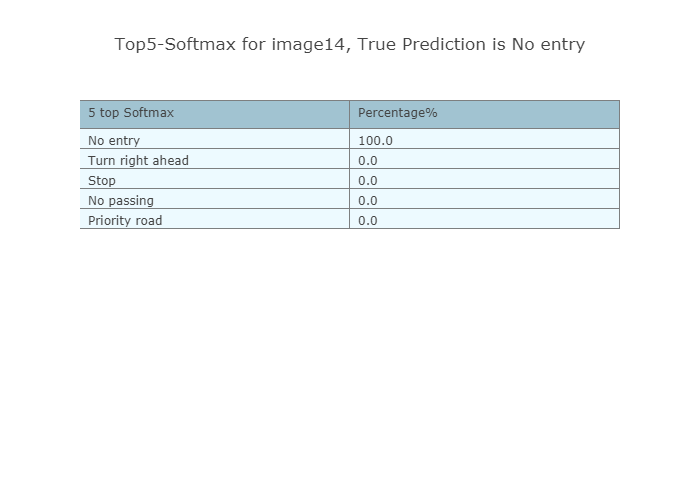 Top5-Softmax for image14, True Prediction is No entry
5 top Softmax Percentage%
No entry 100.0
Turn right ahead 0.0
Stop 0.0
No passing 0.0
Priority road 0.0